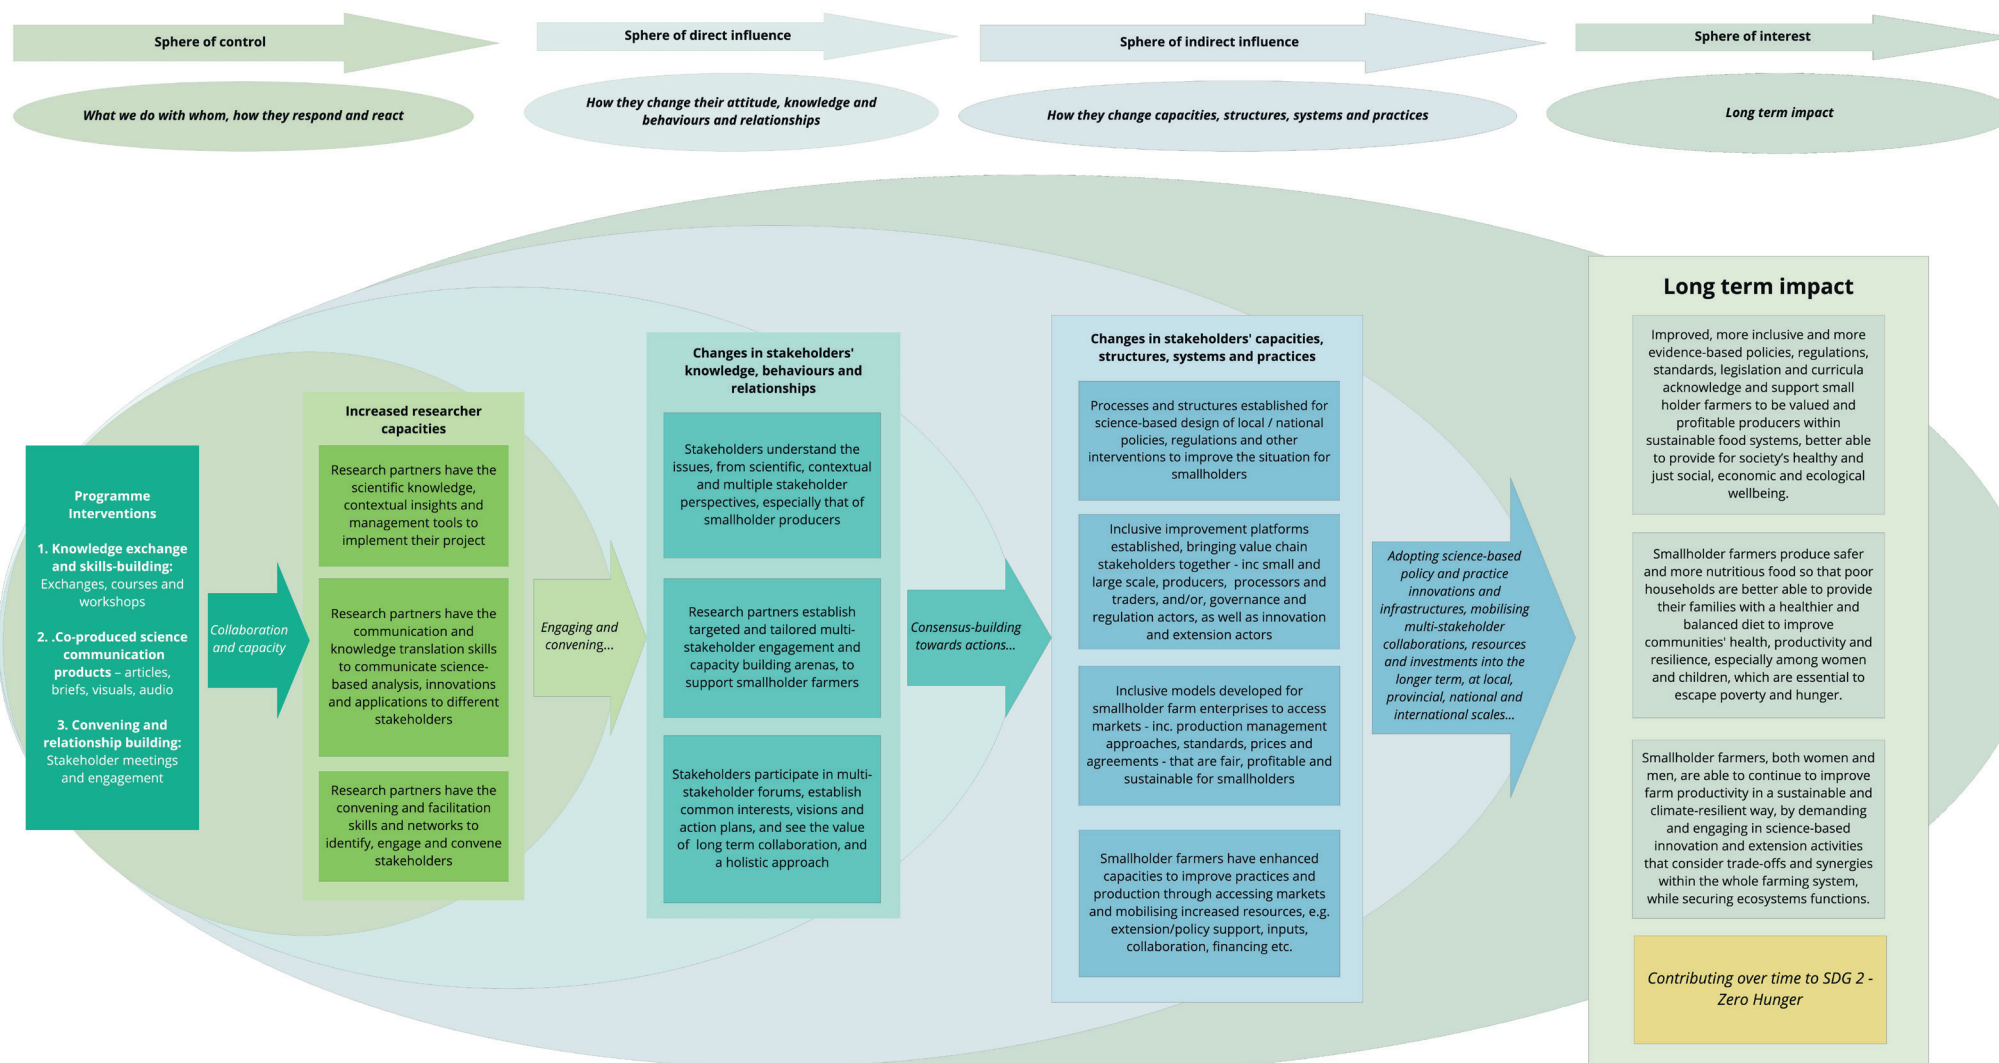 Sphere of control
Sphere of direct influence
Sphere of indirect influence
Sphere of interest
What we do with whom, how they respond and react
How they change their attitude, knowledge and
behaviours and relationships
How they change capacities, structures, systems and practices
Long term impact
Programme
Interventions
1. Knowledge exchange
and skills-building:
Exchanges, courses and
workshops
2. .Co-produced science
communication
products – articles,
briefs, visuals, audio
3. Convening and
relationship building:
Stakeholder meetings
and engagement
Collaboration
and capacity
Increased researcher
capacities
Research partners have the
scientific knowledge,
contextual insights and
management tools to
implement their project
Research partners have the
communication and
knowledge translation skills
to communicate science-
based analysis, innovations
and applications to different
stakeholders
Research partners have the
convening and facilitation
skills and networks to
identify, engage and convene
stakeholders
Engaging and
convening...
Changes in stakeholders'
knowledge, behaviours and
relationships
Stakeholders understand the
issues, from scientific, contextual
and multiple stakeholder
perspectives, especially that of
smallholder producers
Research partners establish
targeted and tailored multi-
stakeholder engagement and
capacity building arenas, to
support smallholder farmers
Stakeholders participate in multi-
stakeholder forums, establish
common interests, visions and
action plans, and see the value
of long term collaboration, and
a holistic approach
Consensus-building
towards actions...
Changes in stakeholders' capacities,
structures, systems and practices
Processes and structures established for
science-based design of local / national
policies, regulations and other
interventions to improve the situation for
smallholders
Inclusive improvement platforms
established, bringing value chain
stakeholders together - inc small and
large scale, producers, processors and
traders, and/or, governance and
regulation actors, as well as innovation
and extension actors
Inclusive models developed for
smallholder farm enterprises to access
markets - inc. production management
approaches, standards, prices and
agreements - that are fair, profitable and
sustainable for smallholders
Smallholder farmers have enhanced
capacities to improve practices and
production through accessing markets
and mobilising increased resources, e.g.
extension/policy support, inputs,
collaboration, financing etc.
Adopting science-based
policy and practice
innovations and
infrastructures, mobilising
multi-stakeholder
collaborations, resources
and investments into the
longer term, at local,
provincial, national and
international scales...
Long term impact
Improved, more inclusive and more
evidence-based policies, regulations,
standards, legislation and curricula
acknowledge and support small
holder farmers to be valued and
profitable producers within
sustainable food systems, better able
to provide for society’s healthy and
just social, economic and ecological
wellbeing.
Smallholder farmers produce safer
and more nutritious food so that poor
households are better able to provide
their families with a healthier and
balanced diet to improve
communities' health, productivity and
resilience, especially among women
and children, which are essential to
escape poverty and hunger.
Smallholder farmers, both women and
men, are able to continue to improve
farm productivity in a sustainable and
climate-resilient way, by demanding
and engaging in science-based
innovation and extension activities
that consider trade-offs and synergies
within the whole farming system,
while securing ecosystems functions.
Contributing over time to SDG 2 -
Zero Hunger